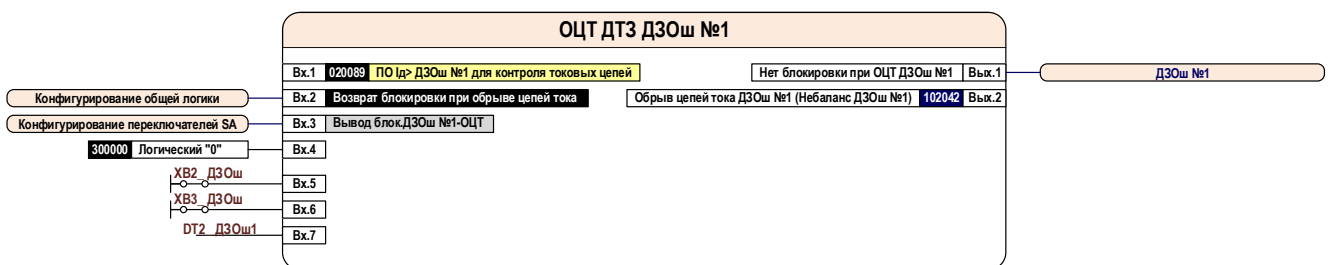 ОЦТ ДТЗ ДЗОш №1
Вх.1 020089 ПО Iд> ДЗОш №1 для контроля токовых цепей Нет блокировки при ОЦТ ДЗОш №1 Вых.1 ДЗОш №1
Конфигурирование общей логики Вх.2 Возврат блокировки при обрыве цепей тока Обрыв цепей тока ДЗОш №1 (Небаланс ДЗОш №1) 102042 Вых.2
Конфигурирование переключателей SA Вх.3 Вывод блок.ДЗОш №1-ОЦТ
300000 Логический "0" Вх.4
XB2_ДЗОш Вх.5
XB3_ДЗОш Вх.6
DT2_ДЗОш1 Вх.7